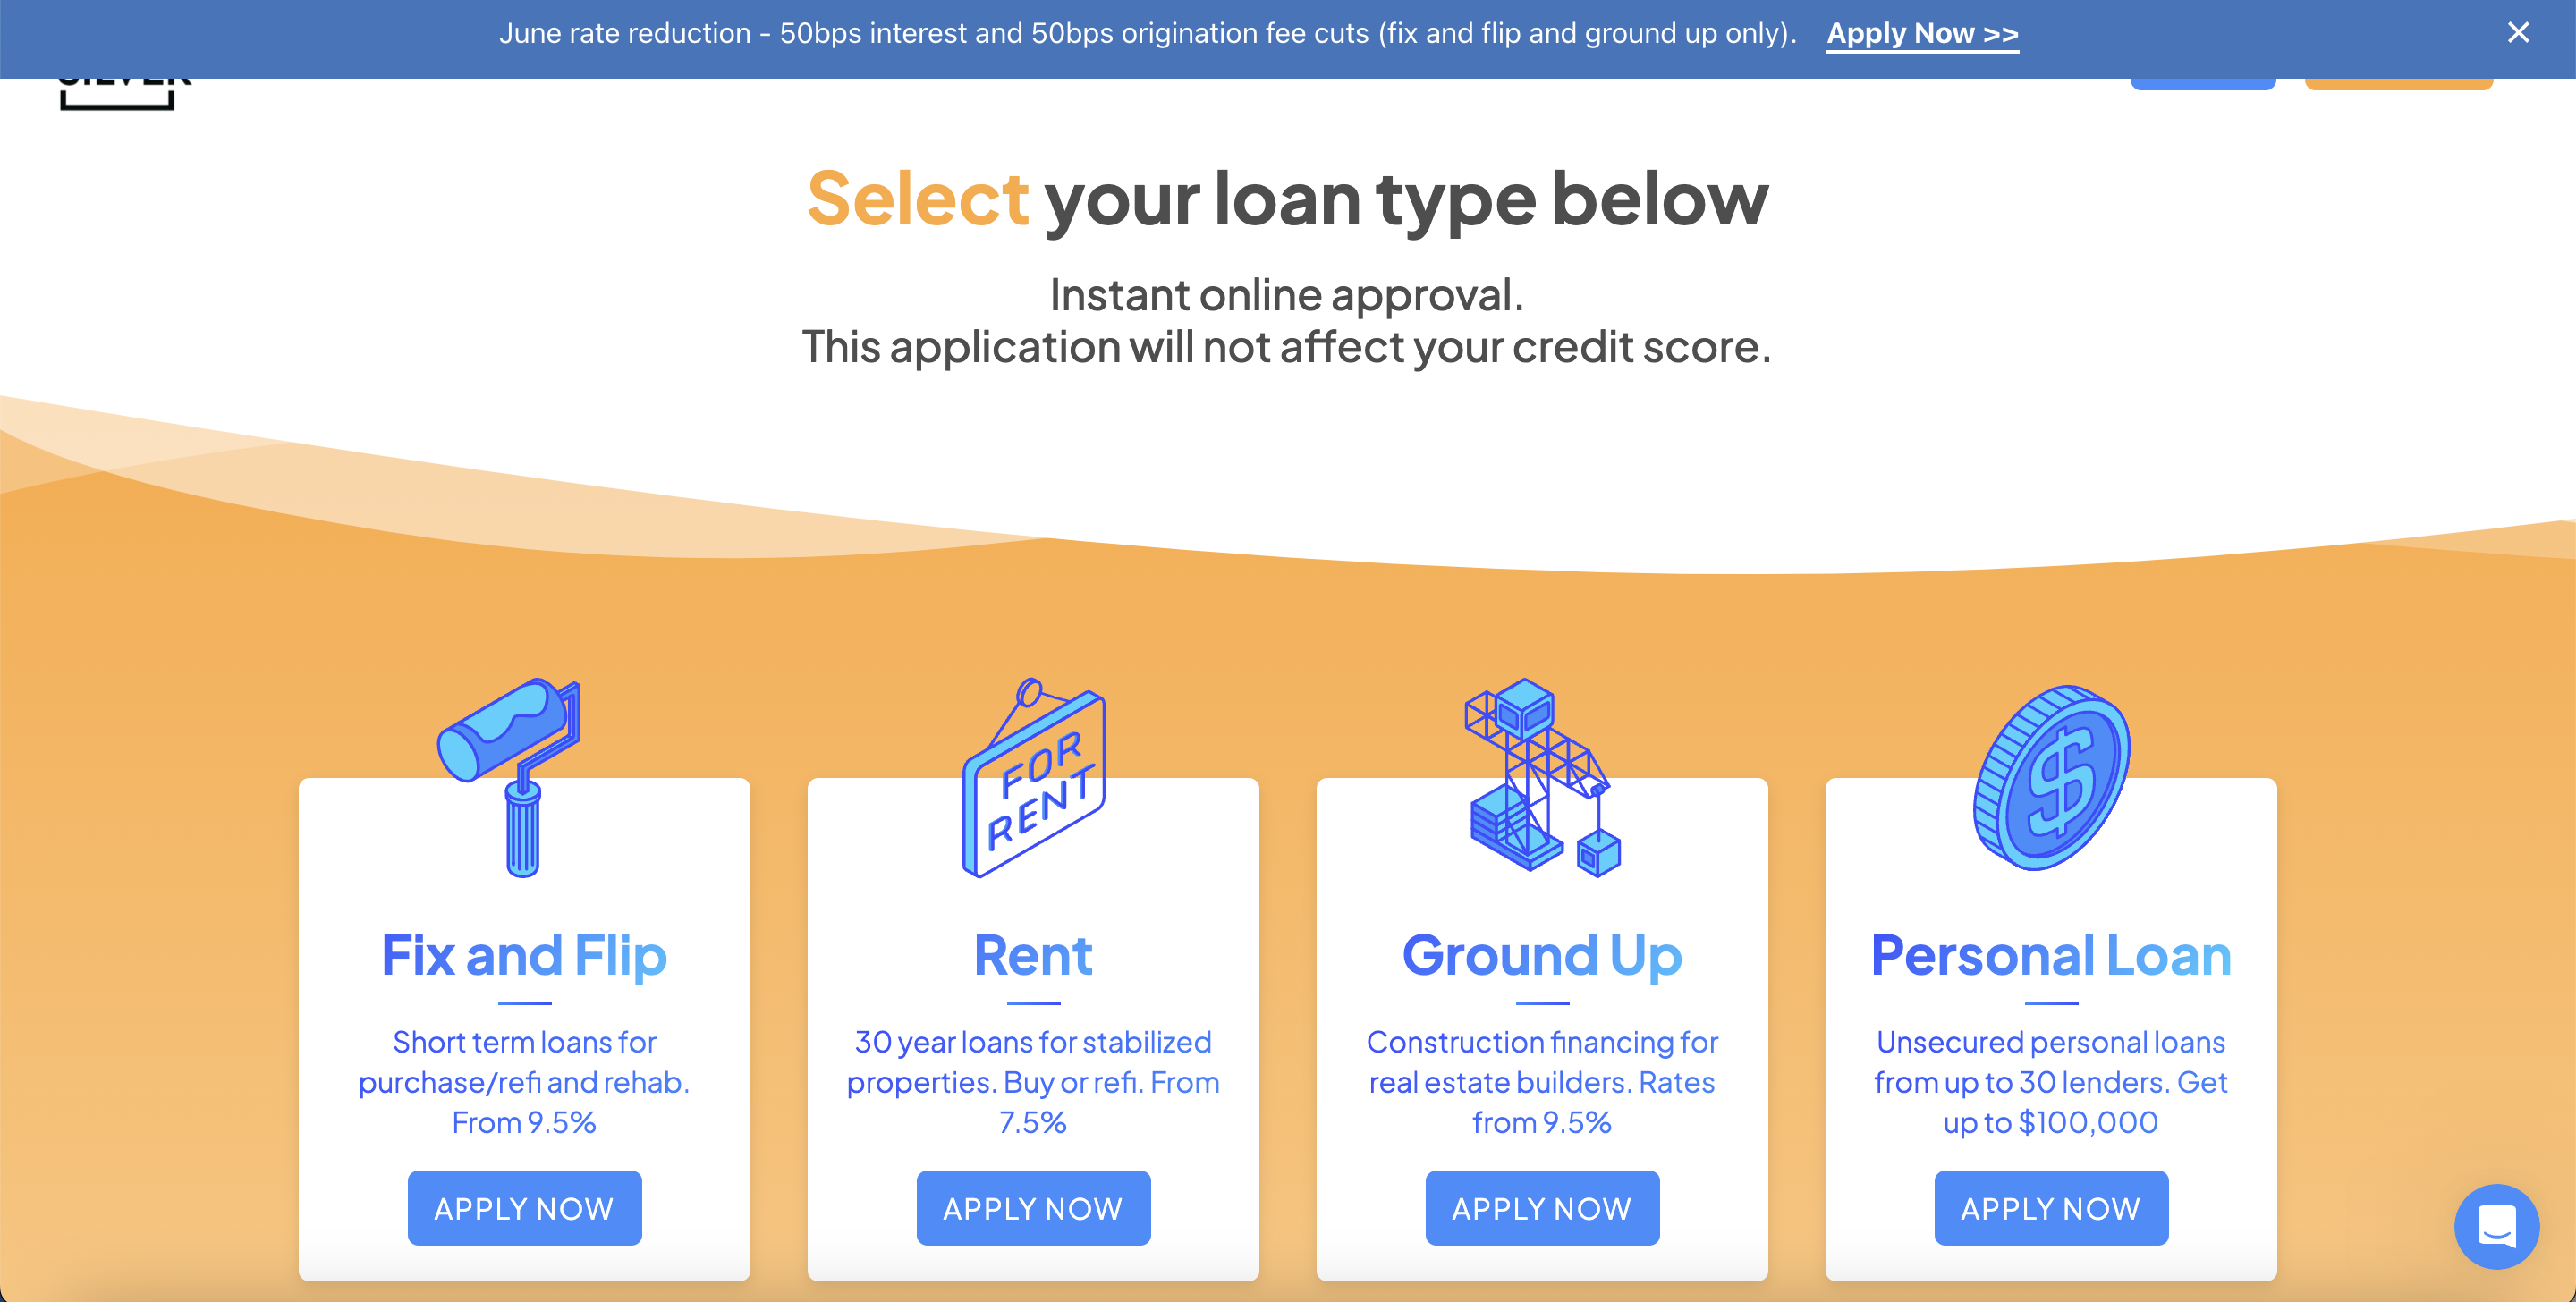 June rate reduction - 50bps interest and 50bps origination fee cuts (fix and flip and ground up only). Apply Now >>
Select your loan type below
Instant online approval.
This application will not affect your credit score.
FOR
RENT
Fix and Flip
Short term loans for
purchase/refi and rehab.
From 9.5%
APPLY NOW
Rent
30 year loans for stabilized
properties. Buy or refi. From
7.5%
APPLY NOW
Ground Up
Construction financing for
real estate builders. Rates
from 9.5%
APPLY NOW
Personal Loan
Unsecured personal loans
from up to 30 lenders. Get
up to $100,000
APPLY NOW